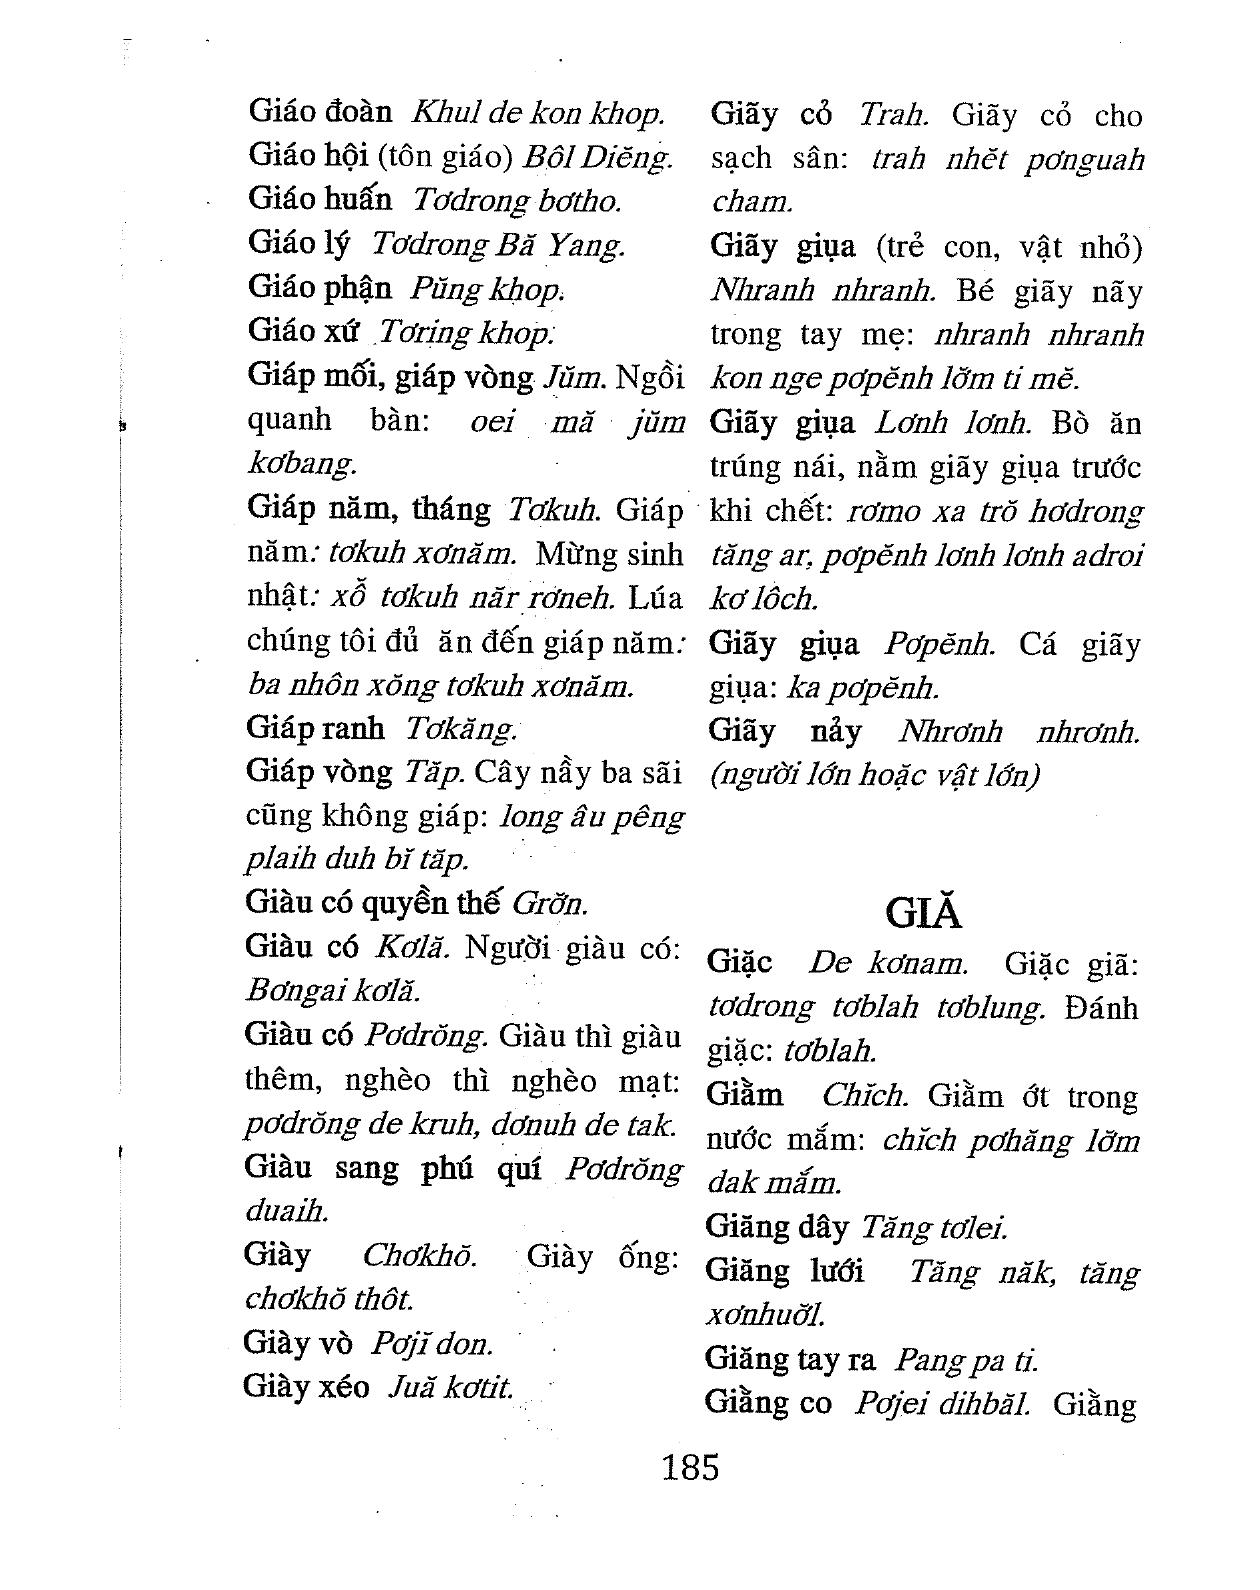 Giáo đoàn Khul de kon khop.
Giáo hội (tôn giáo) Bôl Diĕng.
Giáo huấn Tơdrong bơtho.
Giáo lý Tơdrong Bă Yang.
Giáo phận Pŭng khop.
Giáo xứ Tơring khop.
Giáp mối, giáp vòng Jŭm. Ngồi
quanh bàn: oei mă jŭm
kơbang.
Giáp năm, tháng Tơkuh. Giáp
năm: tơkuh xơnăm. Mừng sinh
nhật: xỗ tơkuh năr rơneh. Lúa
chúng tôi đủ ăn đến giáp năm:
ba nhôn xŏng tơkuh xơnăm.
Giáp ranh Tơkăng.
Giáp vòng Tăp. Cây nầy ba sãi
cũng không giáp: long âu pêng
plaih duh bĭ tăp.
Giàu có quyền thế Grơ̆n.
Giàu có Kơlă. Người giàu có:
Bơngai kơlă.
Giàu có Pơdrŏng. Giàu thì giàu
thêm, nghèo thì nghèo mạt:
pơdrŏng de kruh, dơnuh de tak.
Giàu sang phú quí Pơdrŏng
duaih.
Giày Chơkhŏ. Giày ống:
chơkhŏ thôt.
Giày vò Pơjĭ don.
Giày xéo Juă kơtit.
Giãy cỏ Trah. Giãy cỏ cho
sạch sân: trah nhĕt pơnguah
cham.
Giãy giụa (trẻ con, vật nhỏ)
Nhranh nhranh. Bé giãy nãy
trong tay mẹ: nhranh nhranh
kon nge pơpĕnh lơ̆m ti mĕ.
Giãy giụa Lơnh lơnh. Bò ăn
trúng nái, nằm giãy giụa trước
khi chết: rơmo xa trŏ hơdrong
tăng ar, pơpĕnh lơnh lơnh adroi
kơ lôch.
Giãy giụa Pơpĕnh. Cá giãy
giụa: ka pơpĕnh.
Giãy nảy Nhrơnh nhrơnh.
(người lớn hoặc vật lớn)
GIĂ
Giặc De kơnam. Giặc giã:
tơdrong tơblah tơblung. Đánh
giặc: tơblah.
Giằm Chĭch. Giằm ớt trong
nước mắm: chĭch pơhăng lơ̆m
dak mắm.
Giăng dây Tăng tơlei.
Giăng lưới Tăng năk, tăng
xơnhuơ̆l.
Giăng tay ra Pang pa ti.
Giằng co Pơjei dihbăl. Giằng
185